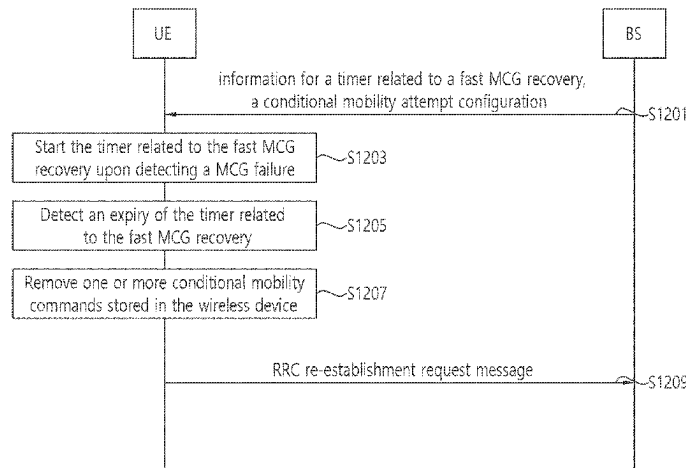 UE
BS
information for a timer related to a fast MCG recovery,
a conditional mobility attempt configuration
S1201
Start the timer related to the fast MCG
recovery upon detecting a MCG failure
S1203
Detect an expiry of the timer related
to the fast MCG recovery
S1205
Remove one or more conditional mobility
commands stored in the wireless device
S1207
RRC re-establishment request message
S1209